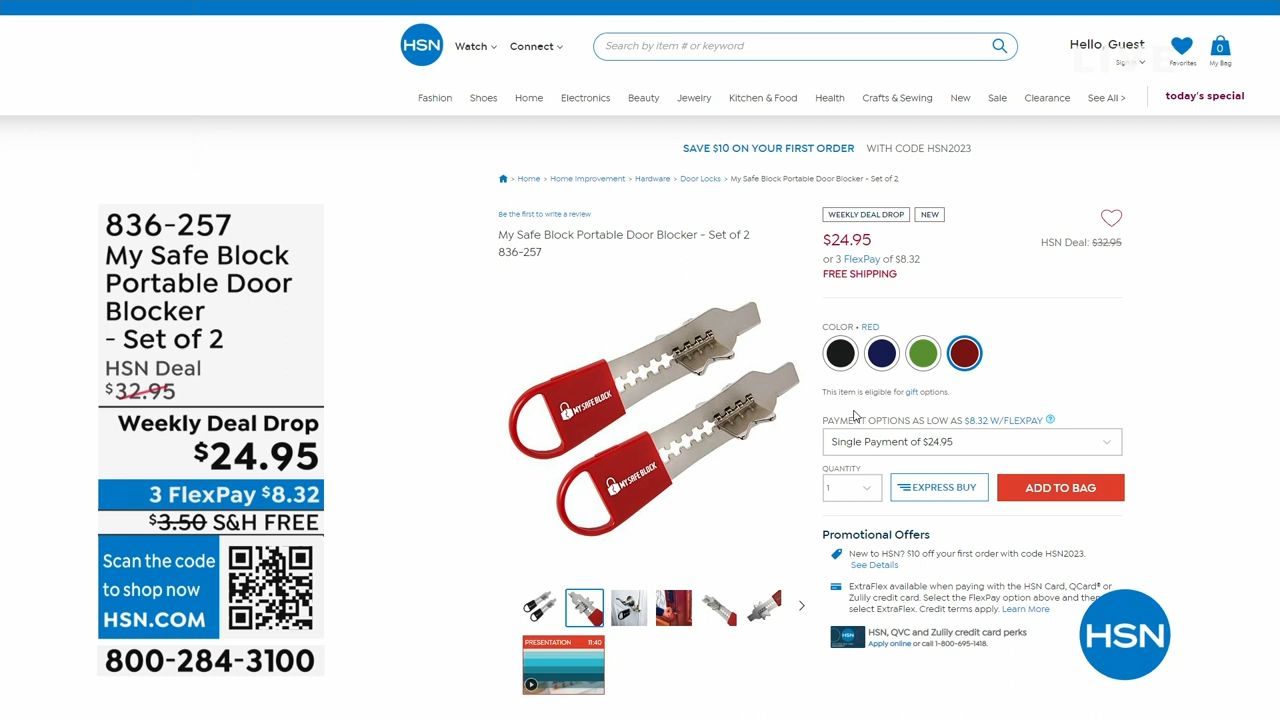 HSN
Watch
Connect
Search by item # or keyword
Hello, Guest
Sign In
Favorites
0
My Bag
LIVE
Fashion
Shoes
Home
Electronics
Beauty
Jewelry
Kitchen & Food
Health
Crafts & Sewing
New
Sale
Clearance
See All >
today's special
SAVE $10 ON YOUR FIRST ORDER WITH CODE HSN2023
> Home > Home Improvement > Hardware > Door Locks > My Safe Block Portable Door Blocker - Set of 2
836-257
My Safe Block
Portable Door
Blocker
- Set of 2
HSN Deal
$32.95
Weekly Deal Drop
$24.95
3 FlexPay $8.32
$3.50 S&H FREE
Scan the code
to shop now
HSN.COM
800-284-3100
Be the first to write a review
My Safe Block Portable Door Blocker - Set of 2
836-257
MY SAFE BLOCK
MY SAFE BLOCK
PRESENTATION 11:40
WEEKLY DEAL DROP
NEW
$24.95
HSN Deal: $32.95
or 3 FlexPay of $8.32
FREE SHIPPING
COLOR • RED
This item is eligible for gift options.
PAYMENT OPTIONS AS LOW AS $8.32 W/FLEXPAY ?
Single Payment of $24.95
QUANTITY
1
EXPRESS BUY
ADD TO BAG
Promotional Offers
New to HSN? $10 off your first order with code HSN2023.
See Details
ExtraFlex available when paying with the HSN Card, QCard® or
Zulily credit card. Select the FlexPay option above and then
select ExtraFlex. Credit terms apply. Learn More
HSN
HSN, QVC and Zulily credit card perks
Apply online or call 1-800-695-1418.
HSN